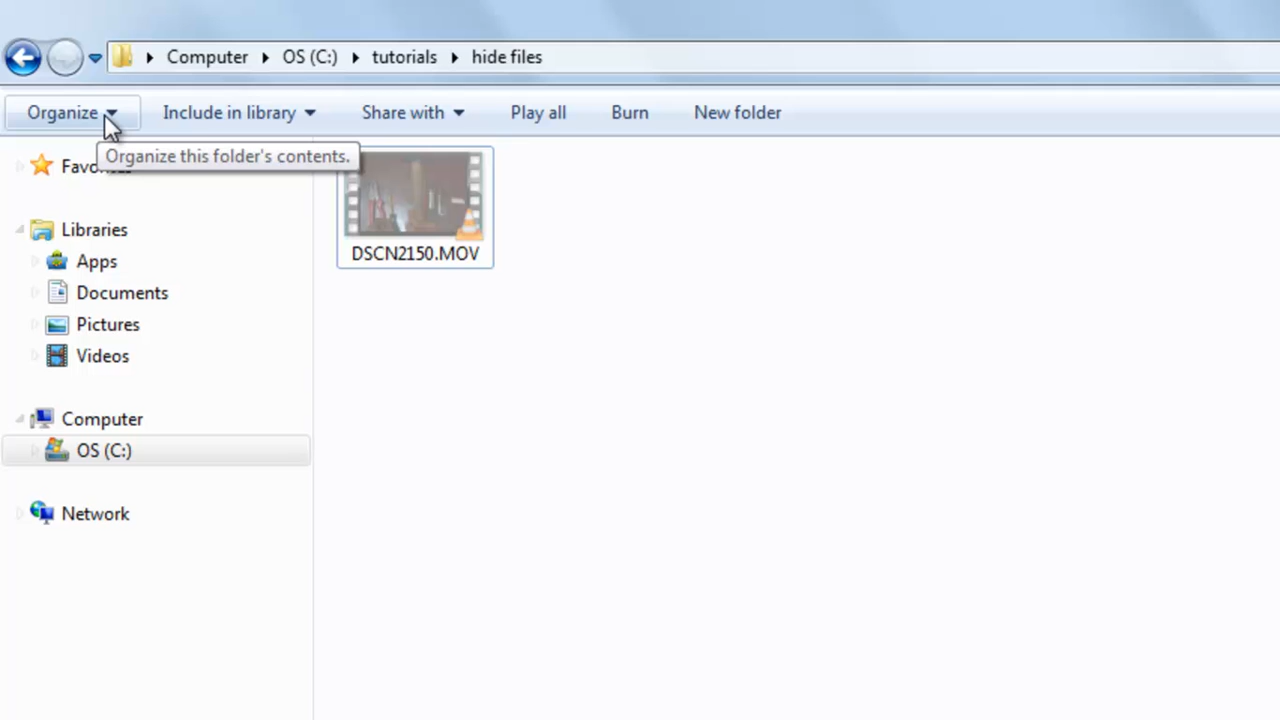 Computer OS (C:) tutorials hide files
Organize Include in library Share with Play all Burn New folder
Organize this folder's contents.
Libraries
Apps
Documents
Pictures
Videos
Computer
OS (C:)
Network
DSCN2150.MOV